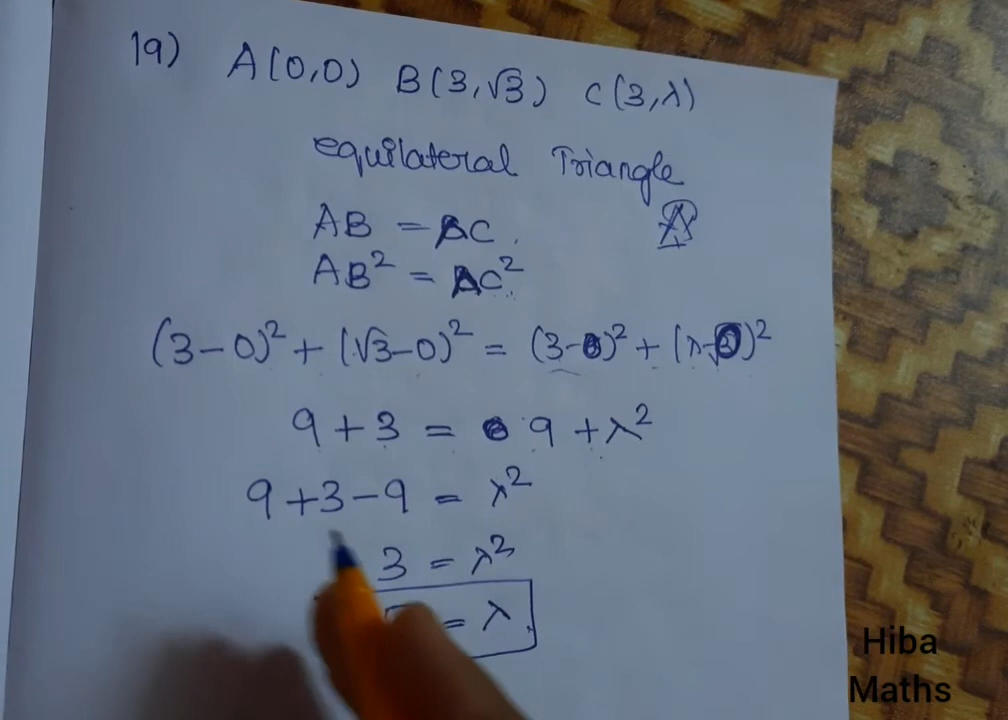 19) A(0,0) B(3,√3) C(3,λ)
equilateral Triangle
AB = AC
AB² = AC²
(3-0)² + (√3-0)² = (3-0)² + (λ-0)²
9 + 3 = 9 + λ²
9 + 3 - 9 = λ²
3 = λ²
= λ
Hiba
Maths